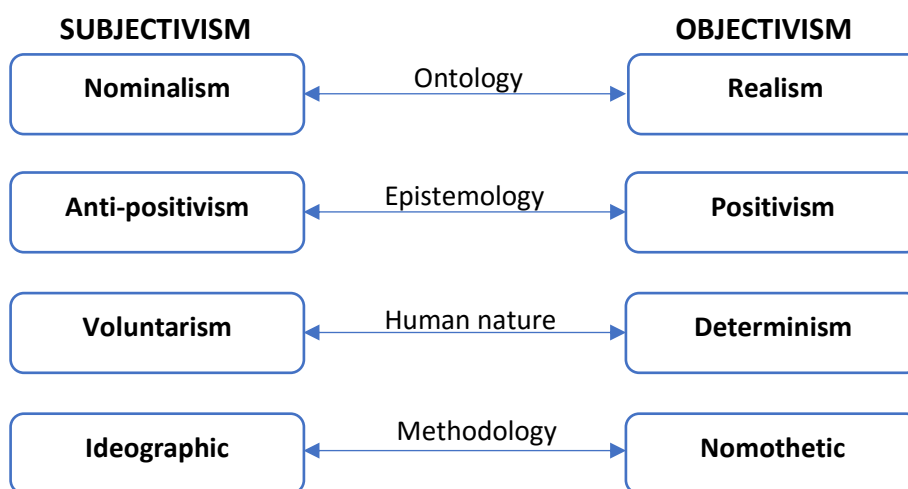 SUBJECTIVISM OBJECTIVISM
Nominalism Ontology Realism
Anti-positivism Epistemology Positivism
Voluntarism Human nature Determinism
Ideographic Methodology Nomothetic